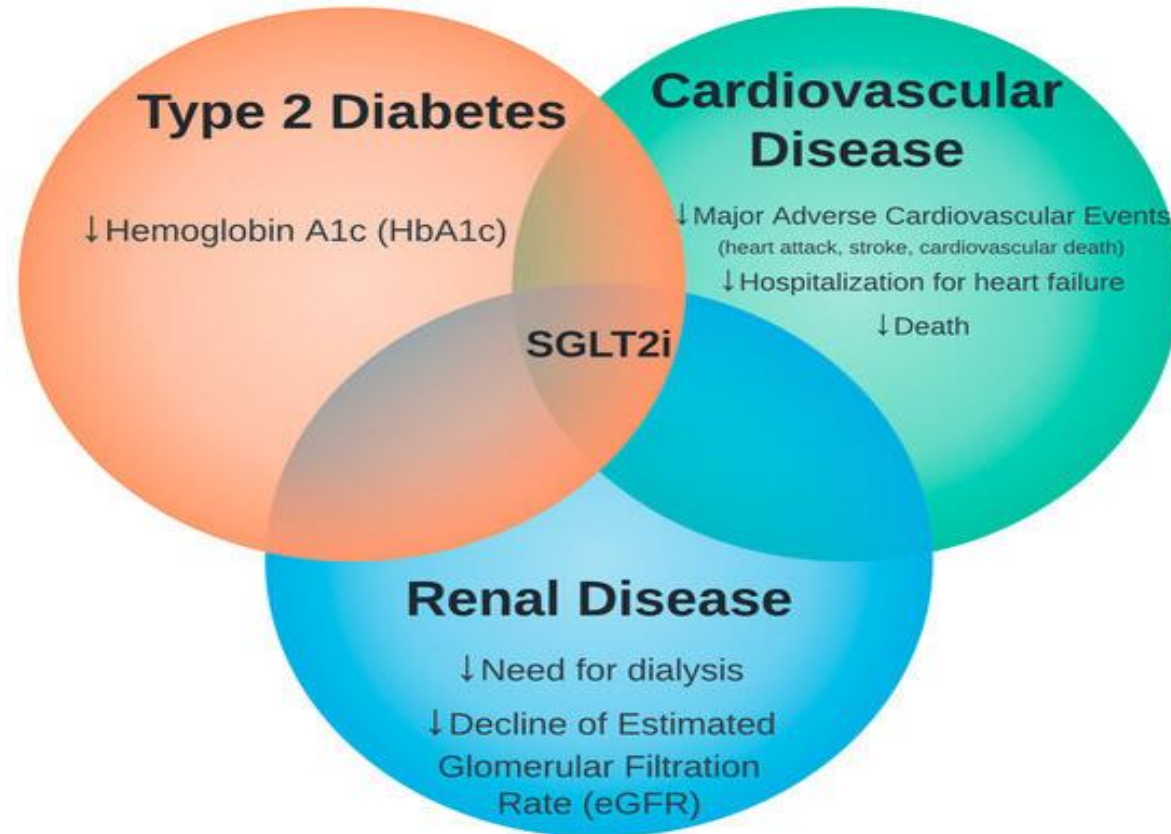 Type 2 Diabetes
↓Hemoglobin A1c (HbA1c)
Cardiovascular
Disease
↓Major Adverse Cardiovascular Events
(heart attack, stroke, cardiovascular death)
↓Hospitalization for heart failure
↓Death
SGLT2i
Renal Disease
↓Need for dialysis
↓Decline of Estimated
Glomerular Filtration
Rate (eGFR)